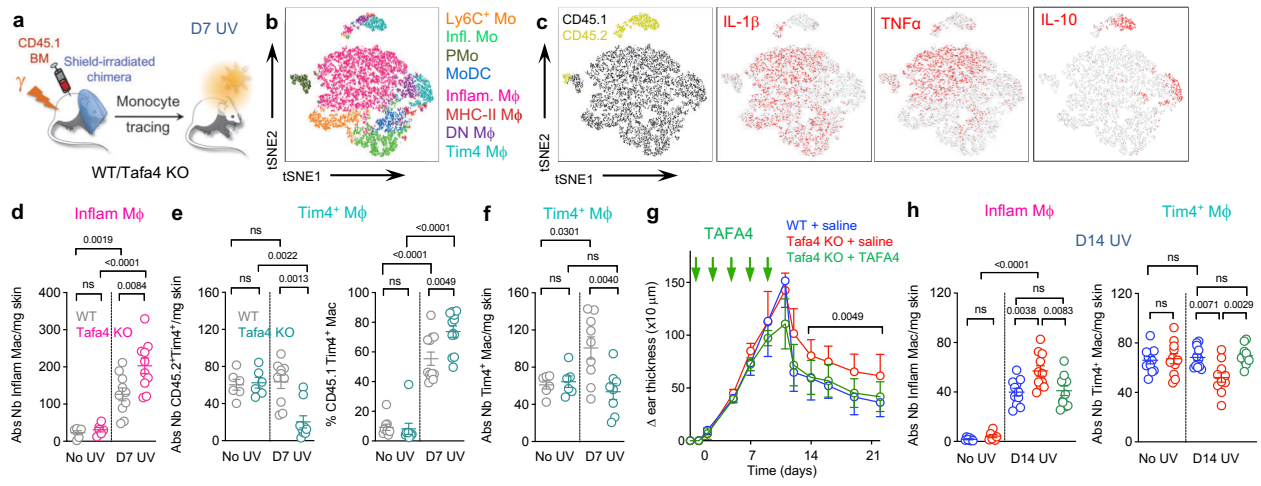 a
D7 UV
CD45.1
BM
Shield-irradiated
chimera
γ
Monocyte
tracing
WT/Tafa4 KO
b
tSNE2
tSNE1
Ly6C⁺ Mo
Infl. Mo
PMo
MoDC
Inflam. Mϕ
MHC-II Mϕ
DN Mϕ
Tim4 Mϕ
c
CD45.1
CD45.2
IL-1β
TNFα
IL-10
tSNE2
tSNE1
d
Inflam Mϕ
0.0019
<0.0001
ns
0.0084
WT
Tafa4 KO
Abs Nb Inflam Mac/mg skin
400
300
200
100
0
No UV
D7 UV
e
Tim4⁺ Mϕ
ns
0.0022
ns
0.0013
WT
Tafa4 KO
Abs Nb CD45.2⁺Tim4⁺/mg skin
160
120
80
40
0
No UV
D7 UV
<0.0001
<0.0001
ns
0.0049
% CD45.1 Tim4⁺ Mac
100
80
60
40
20
0
No UV
D7 UV
f
Tim4⁺ Mϕ
0.0301
ns
ns
0.0040
Abs Nb Tim4⁺ Mac/mg skin
160
120
80
40
0
No UV
D7 UV
g
TAFA4
WT + saline
Tafa4 KO + saline
Tafa4 KO + TAFA4
0.0049
Δ ear thickness (x10 μm)
150
100
50
0
0
7
14
21
Time (days)
h
Inflam Mϕ
Tim4⁺ Mϕ
D14 UV
<0.0001
ns
ns
0.0038
0.0083
Abs Nb Inflam Mac/mg skin
120
80
40
0
No UV
D14 UV
ns
ns
ns
0.0071
0.0029
Abs Nb Tim4⁺ Mac/mg skin
120
80
40
0
No UV
D14 UV